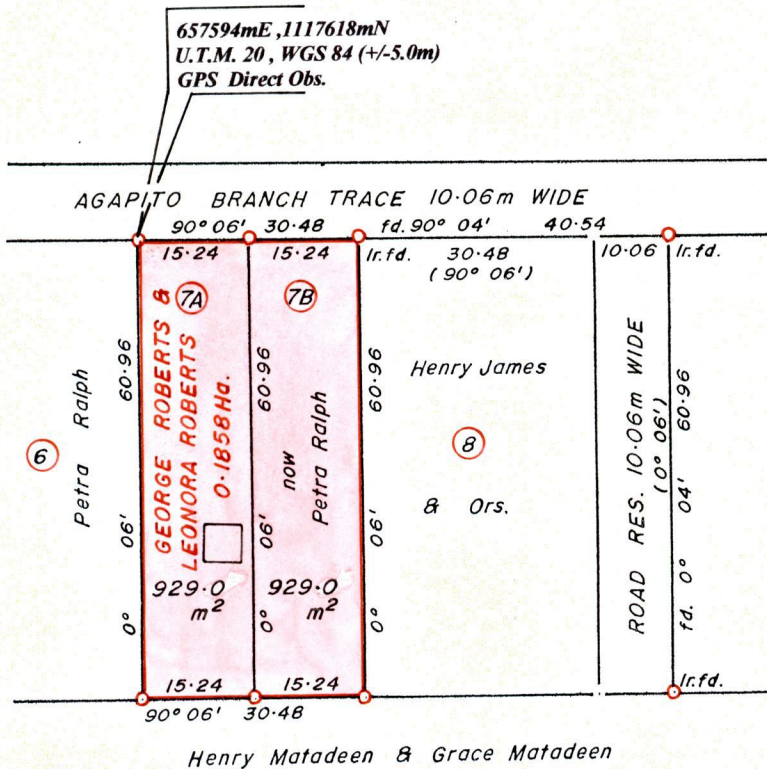 657594mE ,1117618mN
U.T.M. 20 , WGS 84 (+/-5.0m)
GPS Direct Obs.
AGAPITO BRANCH TRACE 10·06m WIDE
90° 06' 30·48 fd. 90° 04' 40·54
15·24 15·24 Ir. fd. 30·48 10·06 Ir. fd.
(90° 06')
7A 7B
GEORGE ROBERTS &
LEONORA ROBERTS
0·1858Ha.
Petra Ralph
6
0° 06' 60·96
0° 06' 60·96
now
Petra Ralph
0° 06' 60·96
Henry James
8
& Ors.
ROAD RES. 10·06m WIDE
(0° 06')
fd. 0° 04' 60·96
929·0
m²
929·0
m²
15·24 15·24
90° 06' 30·48
Ir. fd.
Henry Matadeen & Grace Matadeen